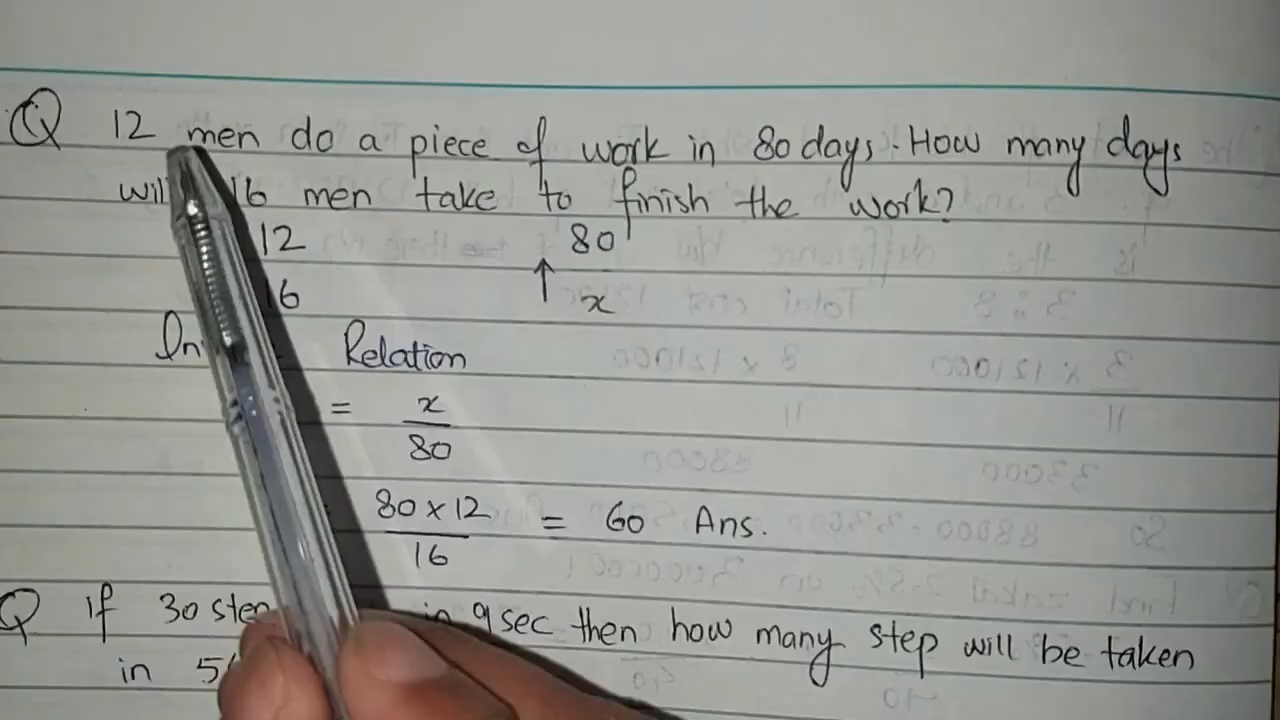 Q 12 men do a piece of work in 80 days. How many days
will 16 men take to finish the work?
12 80
↑ x
Relation
= x/80
80 × 12 / 16 = 60 Ans.
Q If 30 in 9 sec then how many step will be taken
in